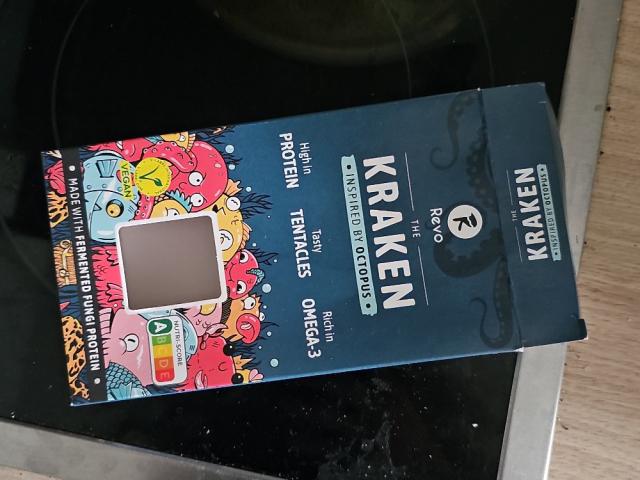 INSPIRED BY OCTOPUS
THE
KRAKEN
Revo
THE
KRAKEN
INSPIRED BY OCTOPUS
High in
PROTEIN
Tasty
TENTACLES
Rich in
OMEGA-3
VEGAN
V
NUTRI-SCORE
A B C D E
MADE WITH FERMENTED FUNGI PROTEIN